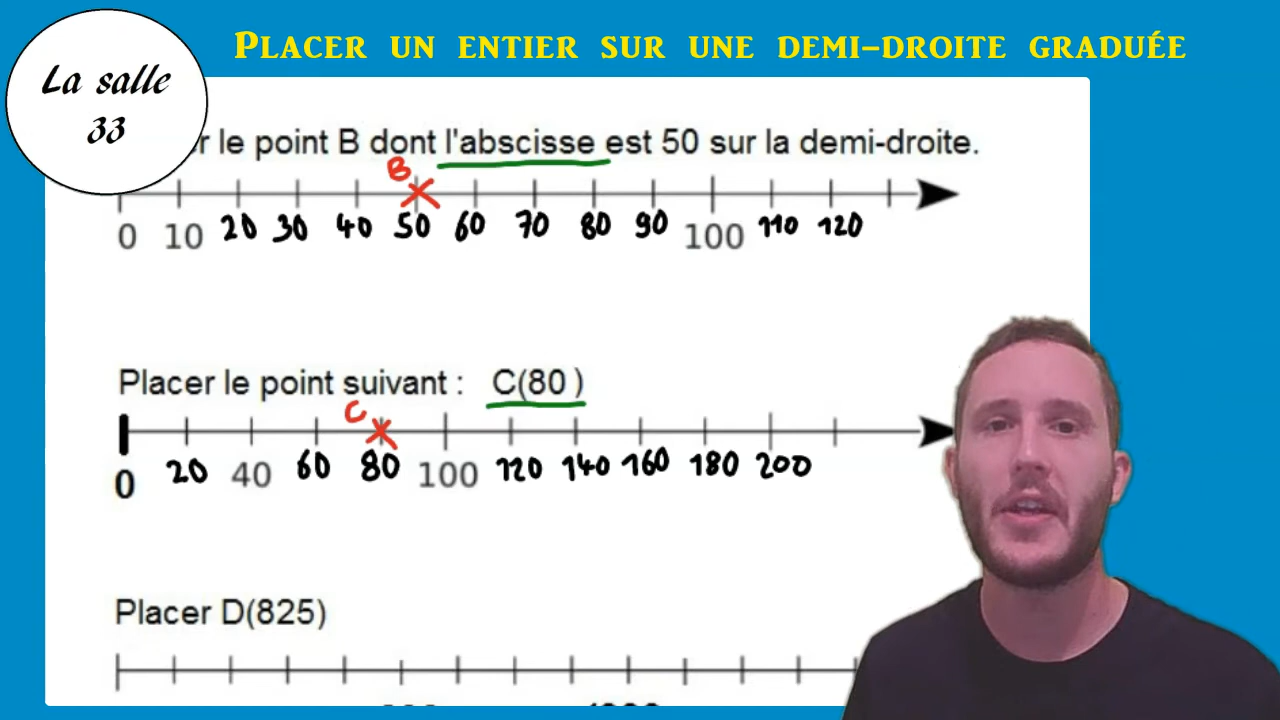 PLACER UN ENTIER SUR UNE DEMI-DROITE GRADUÉE
La salle
33
le point B dont l'abscisse est 50 sur la demi-droite.
B
0 10 20 30 40 50 60 70 80 90 100 110 120
Placer le point suivant : C(80 )
C
0 20 40 60 80 100 120 140 160 180 200
Placer D(825)